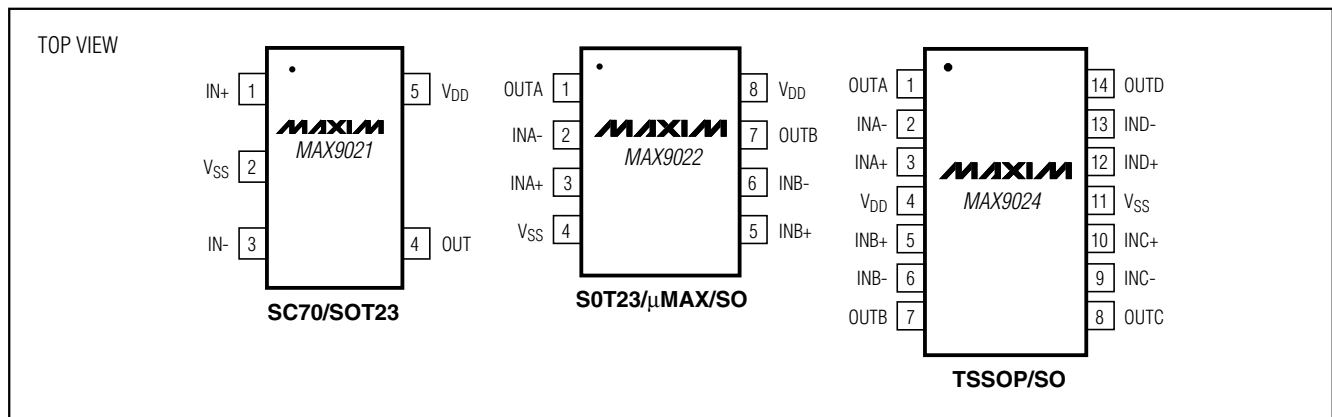 TOP VIEW
IN+ 1
VSS 2
IN- 3
5 VDD
4 OUT
MAXIM
MAX9021
SC70/SOT23
OUTA 1
INA- 2
INA+ 3
VSS 4
8 VDD
7 OUTB
6 INB-
5 INB+
MAXIM
MAX9022
S0T23/μMAX/SO
OUTA 1
INA- 2
INA+ 3
VDD 4
INB+ 5
INB- 6
OUTB 7
14 OUTD
13 IND-
12 IND+
11 VSS
10 INC+
9 INC-
8 OUTC
MAXIM
MAX9024
TSSOP/SO